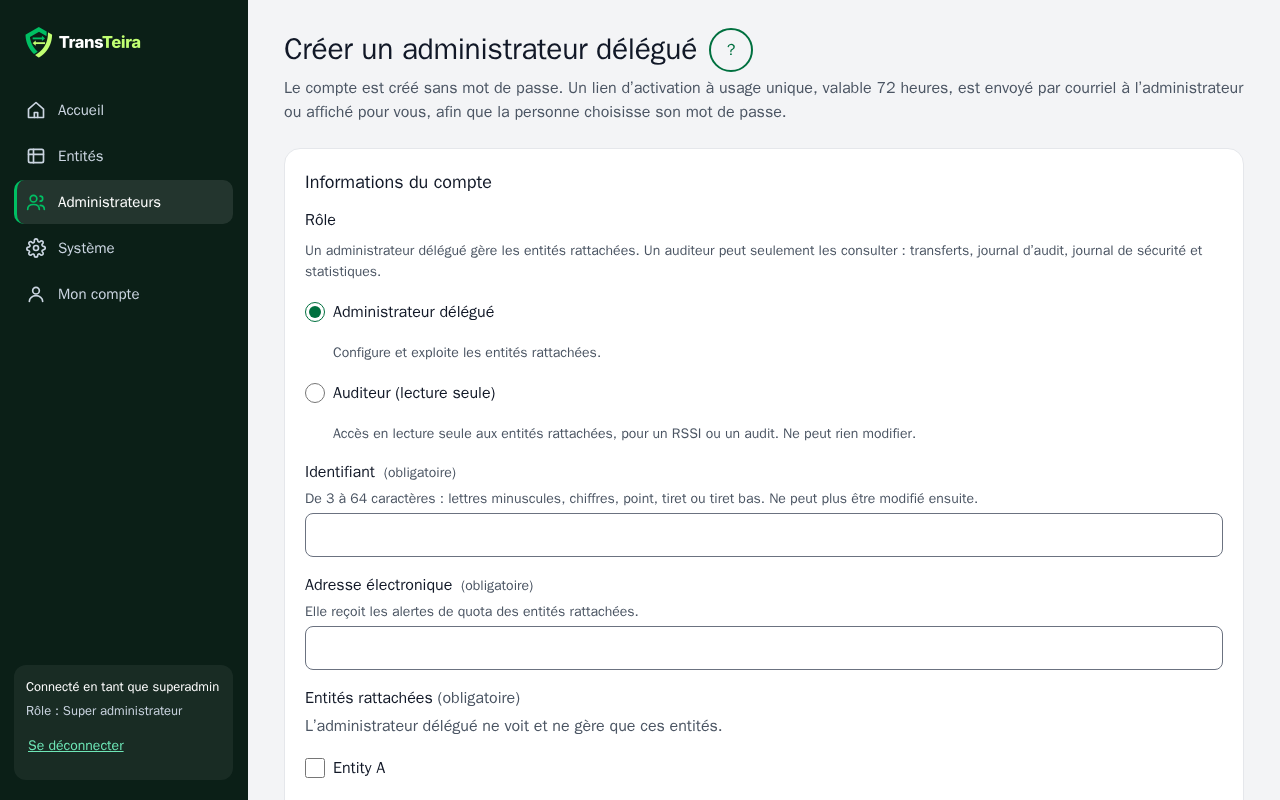 TransTeira
Accueil
Entités
Administrateurs
Système
Mon compte
Connecté en tant que superadmin
Rôle : Super administrateur
Se déconnecter
Créer un administrateur délégué ?
Le compte est créé sans mot de passe. Un lien d'activation à usage unique, valable 72 heures, est envoyé par courriel à l'administrateur
ou affiché pour vous, afin que la personne choisisse son mot de passe.
Informations du compte
Rôle
Un administrateur délégué gère les entités rattachées. Un auditeur peut seulement les consulter : transferts, journal d'audit, journal de sécurité et
statistiques.
Administrateur délégué
Configure et exploite les entités rattachées.
Auditeur (lecture seule)
Accès en lecture seule aux entités rattachées, pour un RSSI ou un audit. Ne peut rien modifier.
Identifiant (obligatoire)
De 3 à 64 caractères : lettres minuscules, chiffres, point, tiret ou tiret bas. Ne peut plus être modifié ensuite.
Adresse électronique (obligatoire)
Elle reçoit les alertes de quota des entités rattachées.
Entités rattachées (obligatoire)
L'administrateur délégué ne voit et ne gère que ces entités.
Entity A